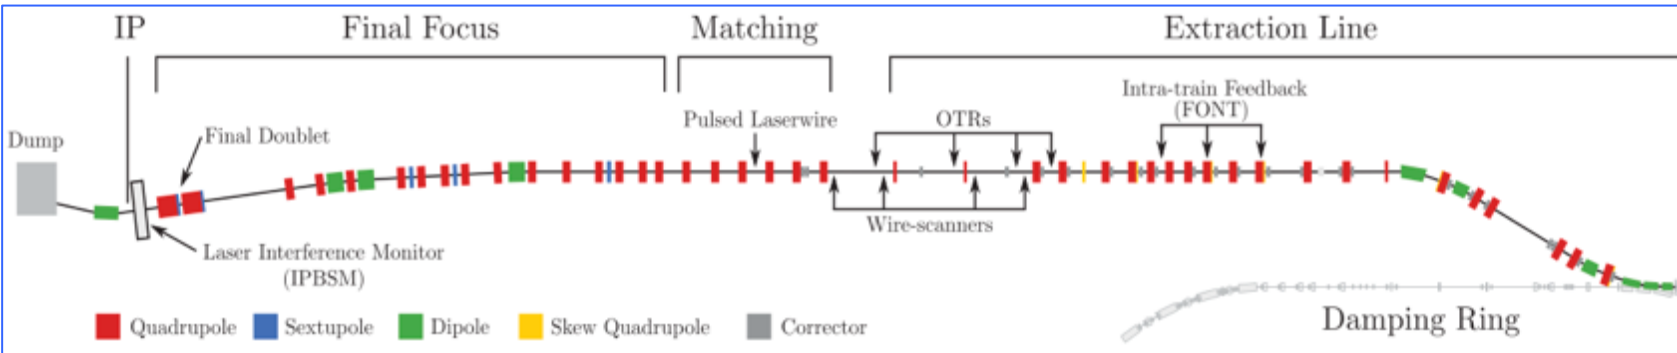 IP
Final Focus
Matching
Extraction Line
Intra-train Feedback
(FONT)
Pulsed Laserwire
OTRs
Dump
Final Doublet
Wire-scanners
Laser Interference Monitor
(IPBSM)
Quadrupole
Sextupole
Dipole
Skew Quadrupole
Corrector
Damping Ring